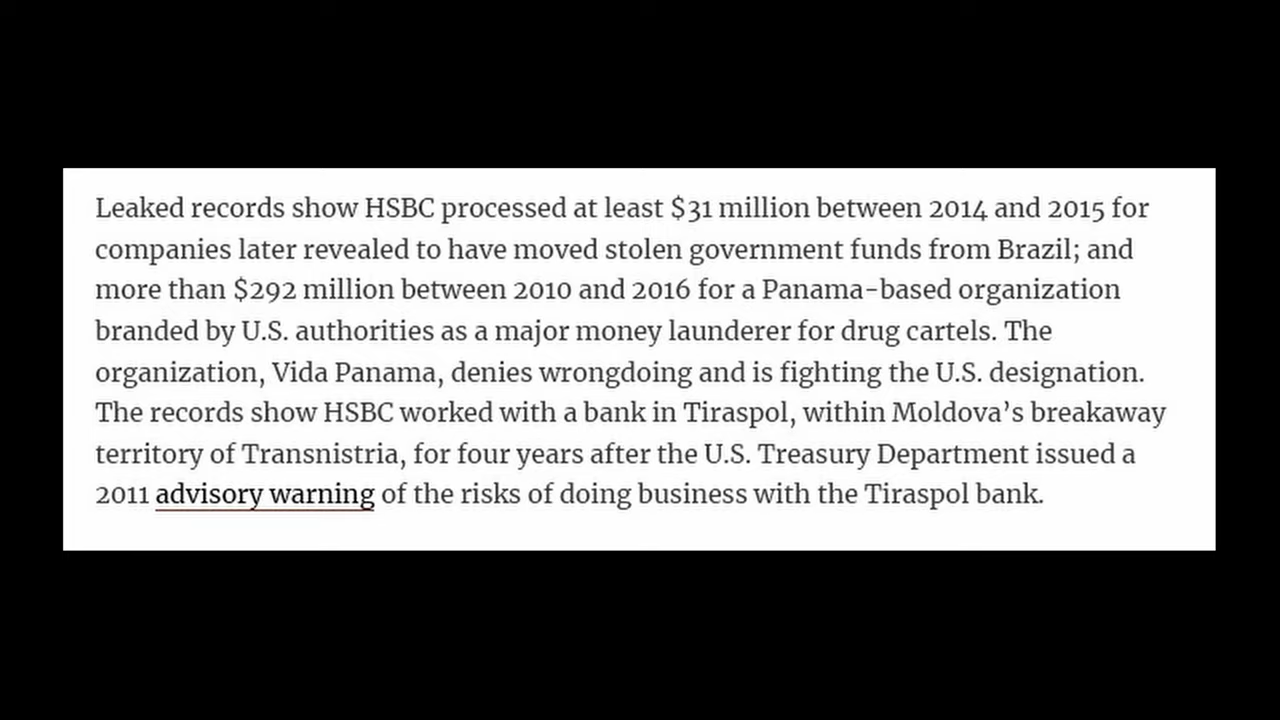 Leaked records show HSBC processed at least $31 million between 2014 and 2015 for
companies later revealed to have moved stolen government funds from Brazil; and
more than $292 million between 2010 and 2016 for a Panama-based organization
branded by U.S. authorities as a major money launderer for drug cartels. The
organization, Vida Panama, denies wrongdoing and is fighting the U.S. designation.
The records show HSBC worked with a bank in Tiraspol, within Moldova’s breakaway
territory of Transnistria, for four years after the U.S. Treasury Department issued a
2011 advisory warning of the risks of doing business with the Tiraspol bank.